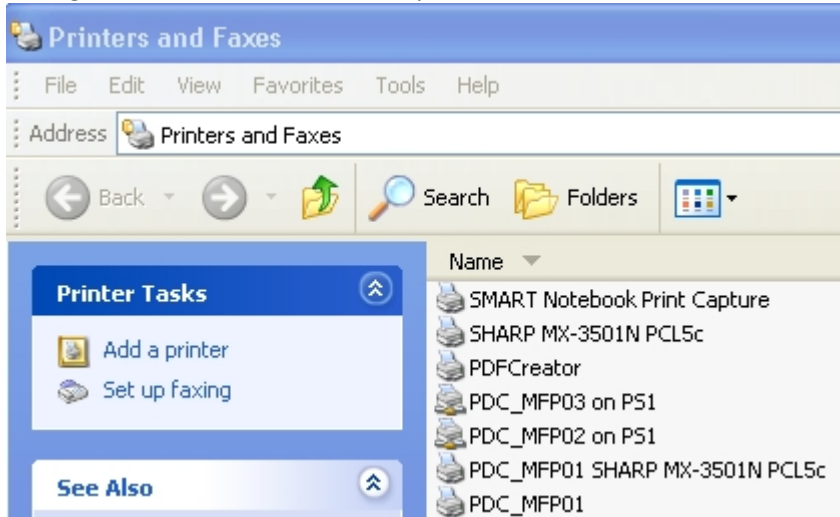 Printers and Faxes
File Edit View Favorites Tools Help
Address Printers and Faxes
Back Search Folders
Printer Tasks
Add a printer
Set up faxing
See Also
Name
SMART Notebook Print Capture
SHARP MX-3501N PCL5c
PDFCreator
PDC_MFP03 on PS1
PDC_MFP02 on PS1
PDC_MFP01 SHARP MX-3501N PCL5c
PDC_MFP01